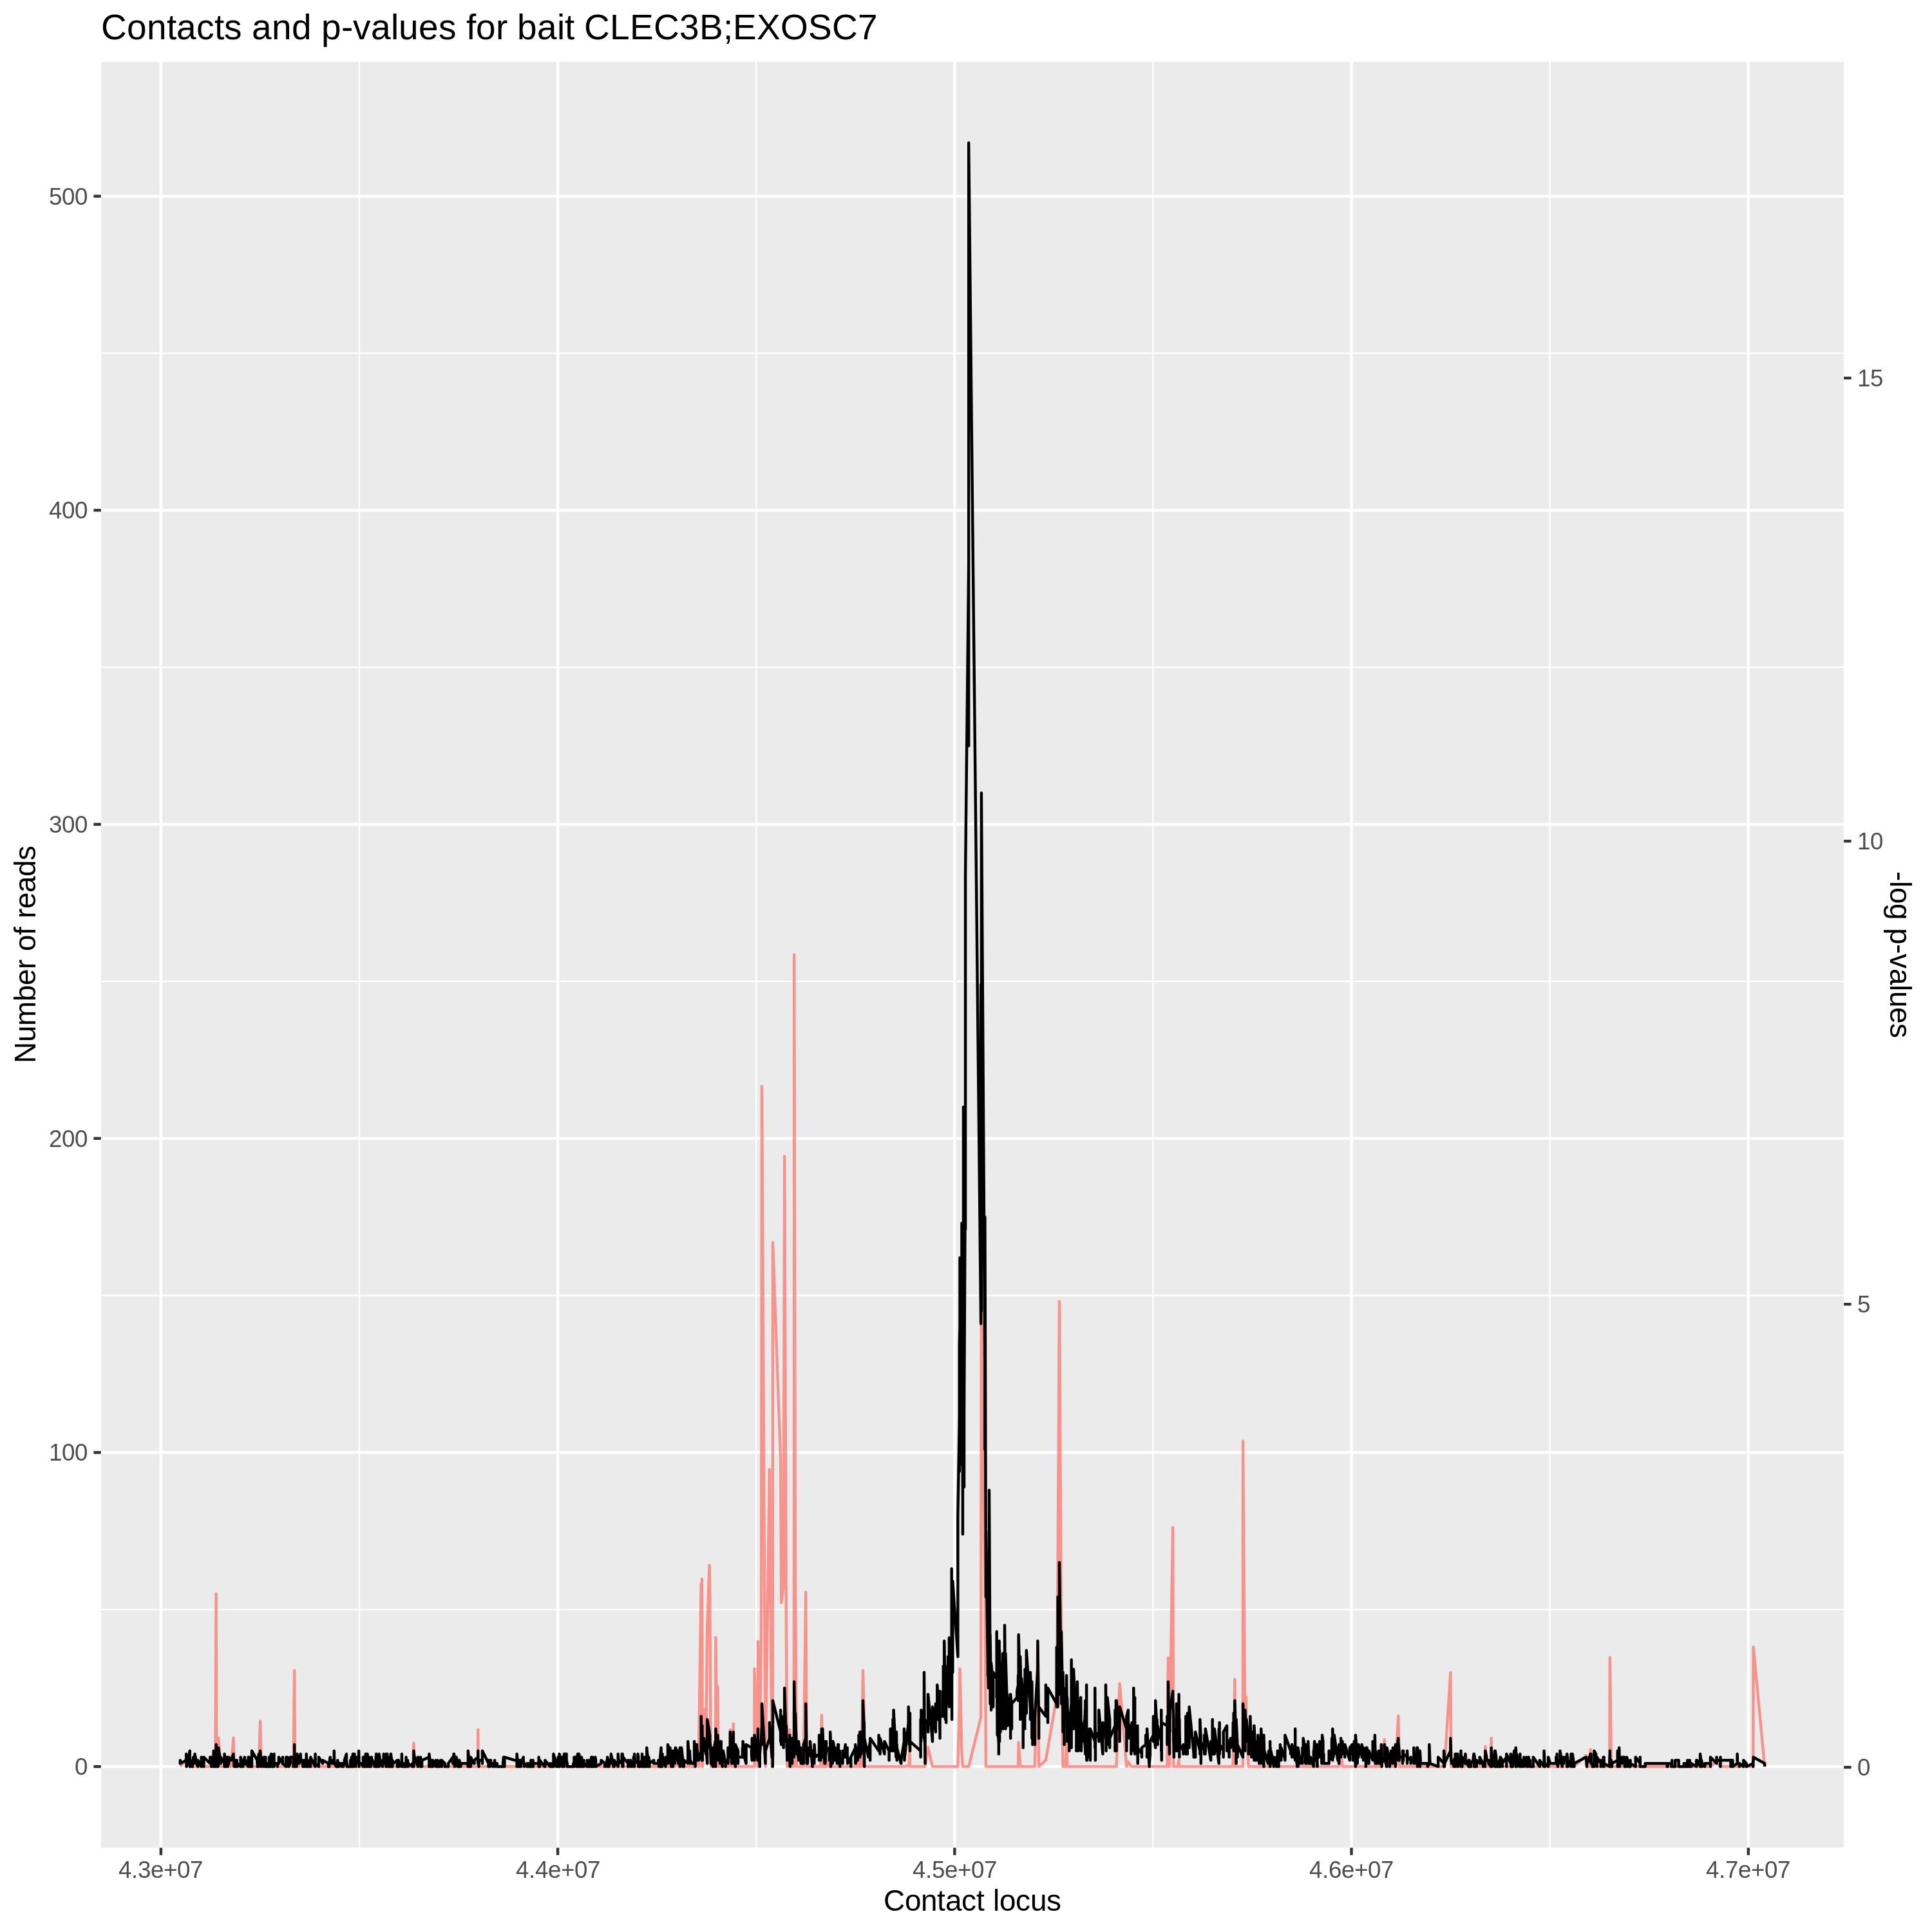 Contacts and p-values for bait CLEC3B;EXOSC7
500
400
300
200
100
0
Number of reads
15
10
5
0
-log p-values
4.3e+07
4.4e+07
4.5e+07
4.6e+07
4.7e+07
Contact locus